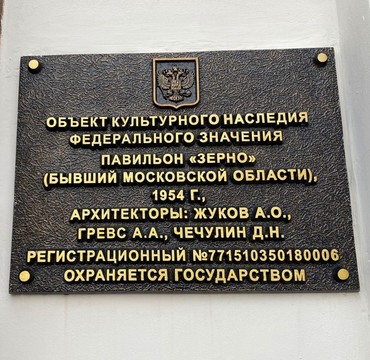 ОБЪЕКТ КУЛЬТУРНОГО НАСЛЕДИЯ
ФЕДЕРАЛЬНОГО ЗНАЧЕНИЯ
ПАВИЛЬОН «ЗЕРНО»
(БЫВШИЙ МОСКОВСКОЙ ОБЛАСТИ),
1954 Г.,
АРХИТЕКТОРЫ: ЖУКОВ А.О.,
ГРЕВС А.А., ЧЕЧУЛИН Д.Н.
РЕГИСТРАЦИОННЫЙ №771510350180006
ОХРАНЯЕТСЯ ГОСУДАРСТВОМ